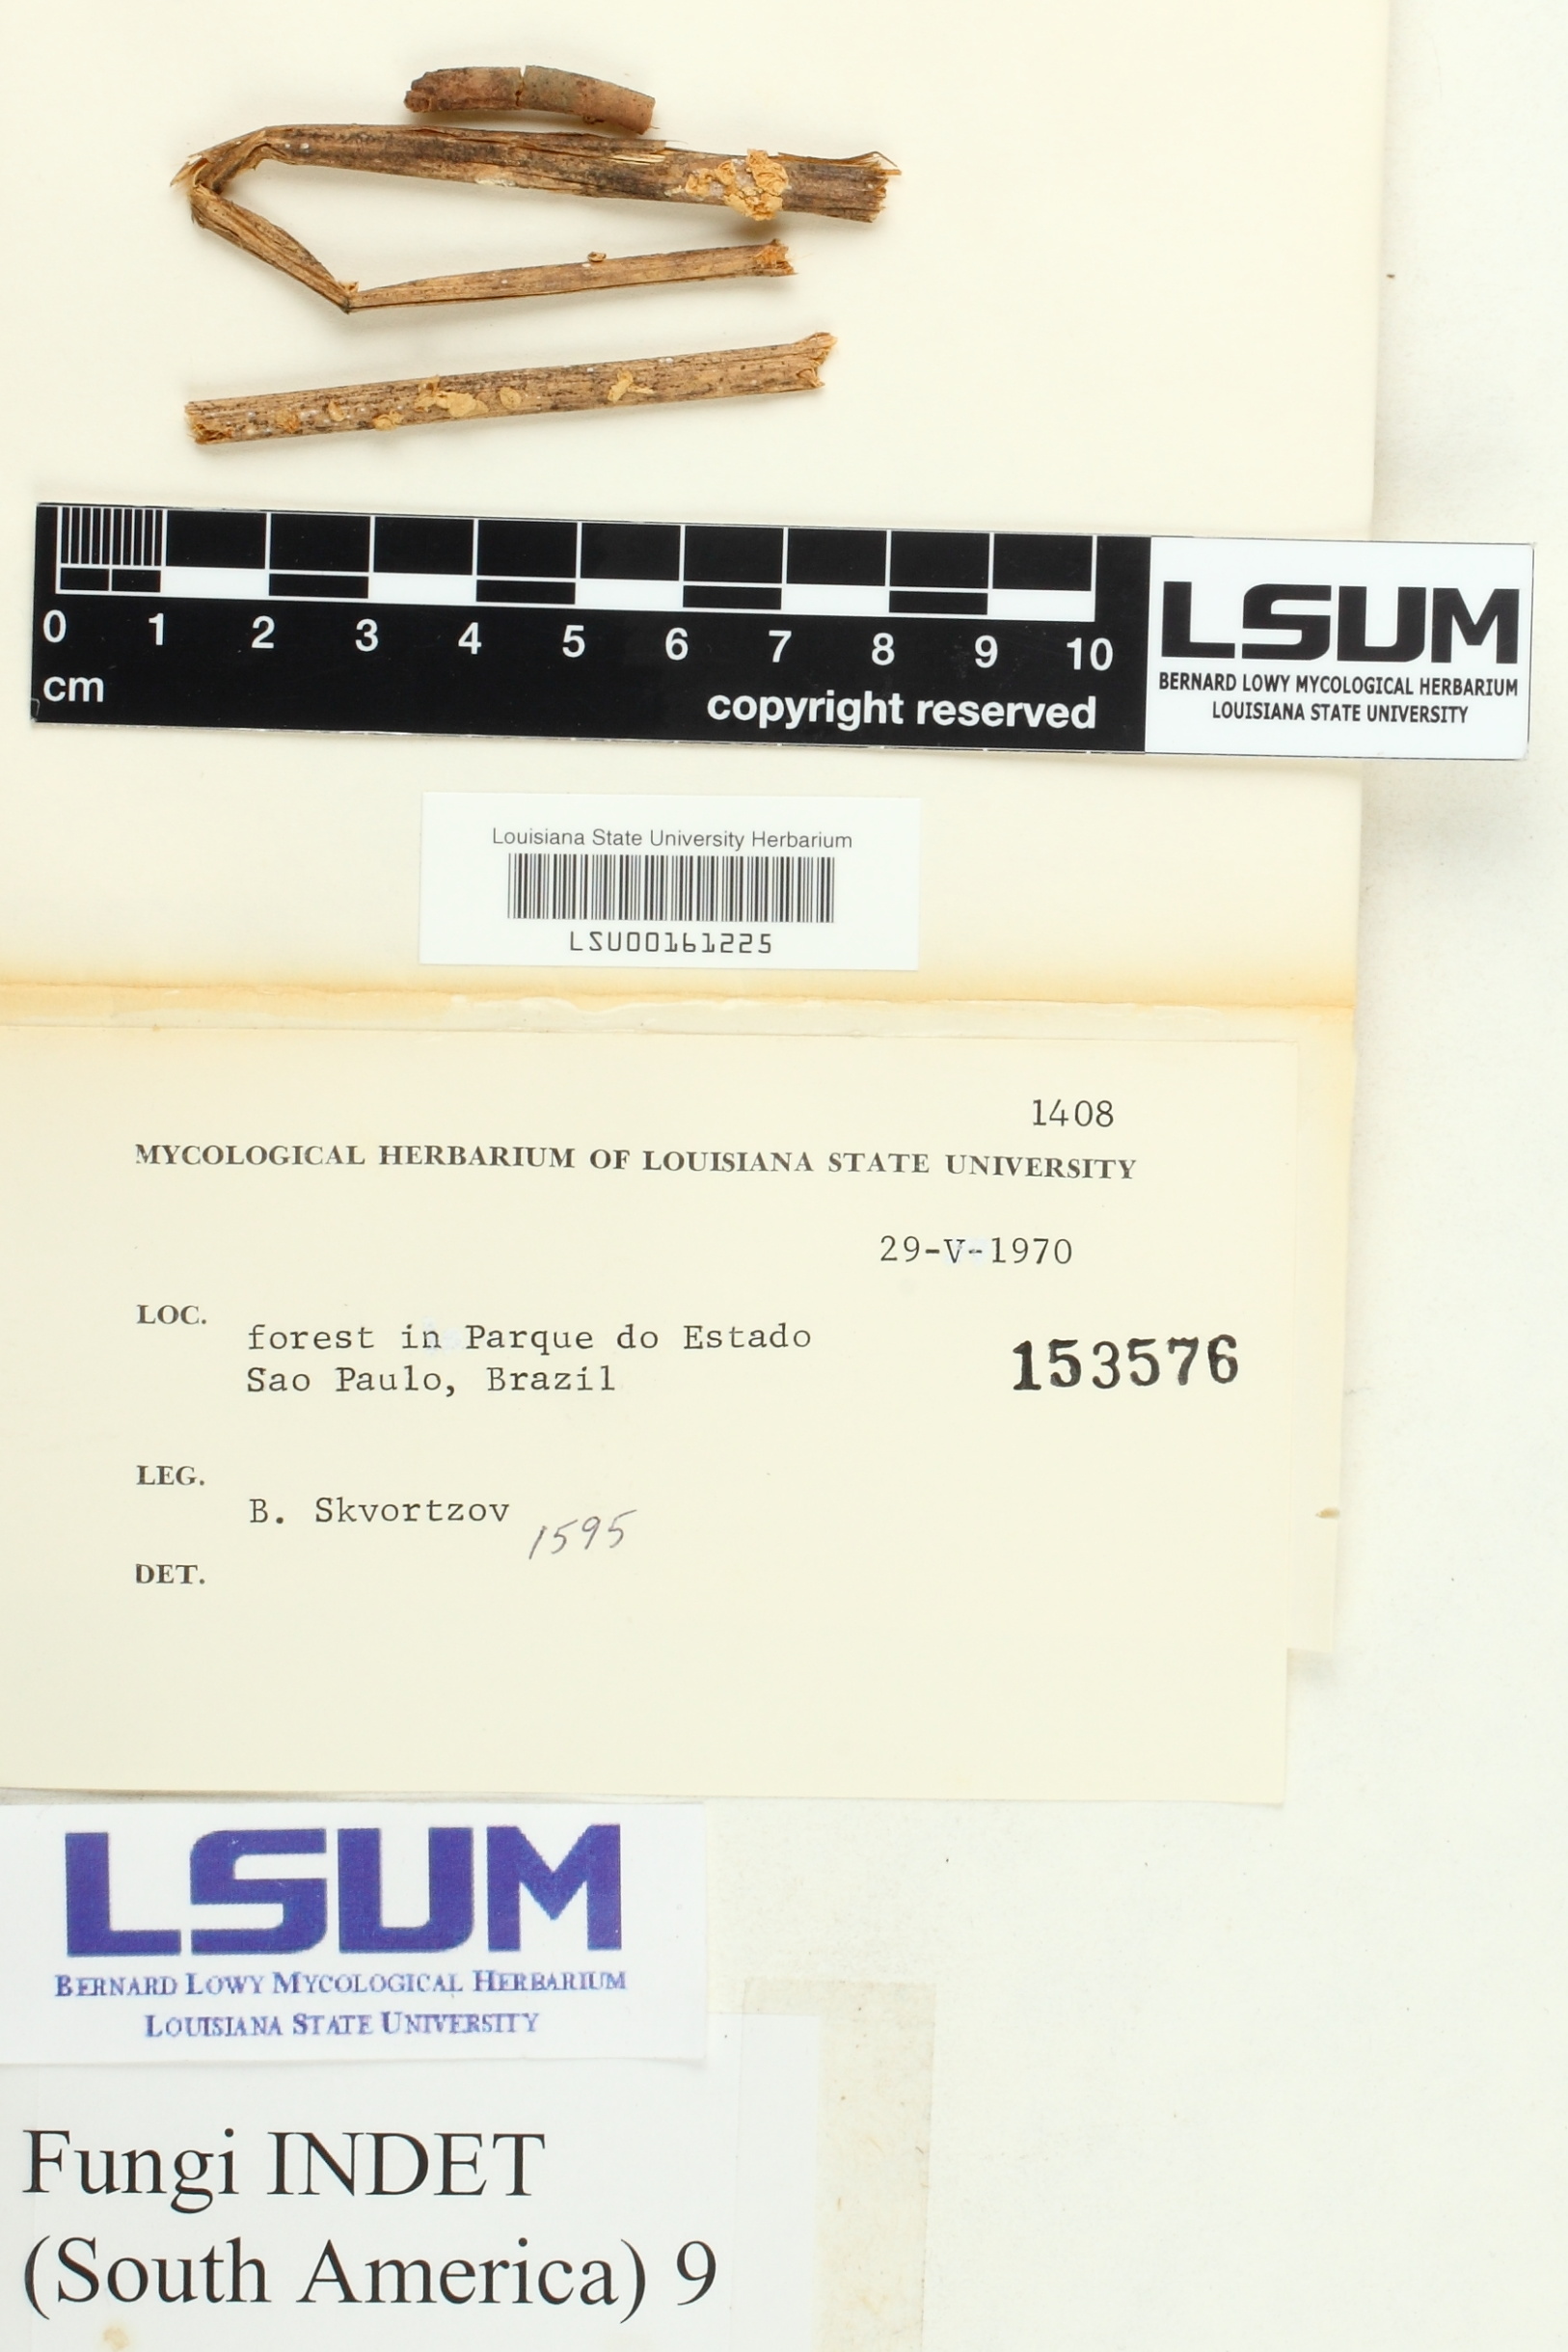 0 1 2 3 4 5 6 7 8 9 10
cm
copyright reserved
LSUM
BERNARD LOWY MYCOLOGICAL HERBARIUM
LOUISIANA STATE UNIVERSITY
Louisiana State University Herbarium
LSU00161225
1408
MYCOLOGICAL HERBARIUM OF LOUISIANA STATE UNIVERSITY
29-V-1970
LOC.
forest in Parque do Estado
Sao Paulo, Brazil
153576
LEG.
B. Skvortzov 1595
DET.
LSUM
BERNARD LOWY MYCOLOGICAL HERBARIUM
LOUISIANA STATE UNIVERSITY
Fungi INDET
(South America) 9